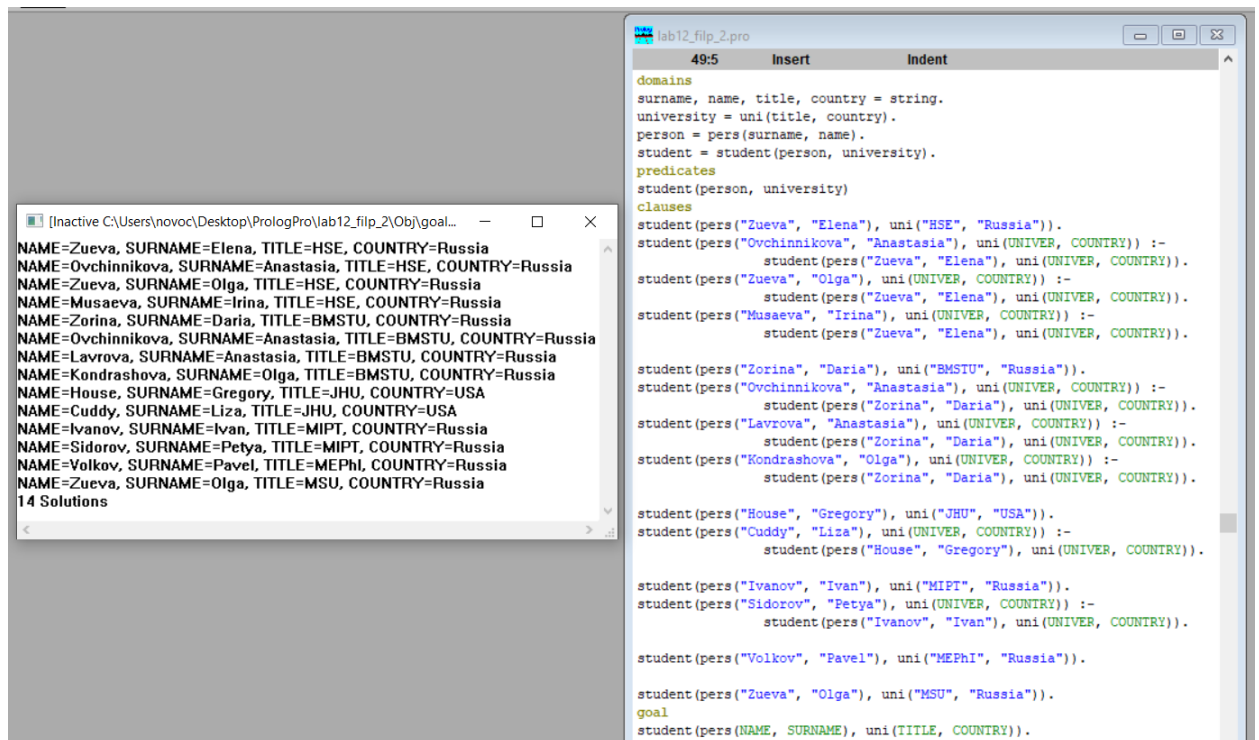 [Inactive C:\Users\novoc\Desktop\PrologPro\lab12_filp_2\Obj\goal...
NAME=Zueva, SURNAME=Elena, TITLE=HSE, COUNTRY=Russia
NAME=Ovchinnikova, SURNAME=Anastasia, TITLE=HSE, COUNTRY=Russia
NAME=Zueva, SURNAME=Olga, TITLE=HSE, COUNTRY=Russia
NAME=Musaeva, SURNAME=Irina, TITLE=HSE, COUNTRY=Russia
NAME=Zorina, SURNAME=Daria, TITLE=BMSTU, COUNTRY=Russia
NAME=Ovchinnikova, SURNAME=Anastasia, TITLE=BMSTU, COUNTRY=Russia
NAME=Lavrova, SURNAME=Anastasia, TITLE=BMSTU, COUNTRY=Russia
NAME=Kondrashova, SURNAME=Olga, TITLE=BMSTU, COUNTRY=Russia
NAME=House, SURNAME=Gregory, TITLE=JHU, COUNTRY=USA
NAME=Cuddy, SURNAME=Liza, TITLE=JHU, COUNTRY=USA
NAME=Ivanov, SURNAME=Ivan, TITLE=MIPT, COUNTRY=Russia
NAME=Sidorov, SURNAME=Petya, TITLE=MIPT, COUNTRY=Russia
NAME=Volkov, SURNAME=Pavel, TITLE=MEPhI, COUNTRY=Russia
NAME=Zueva, SURNAME=Olga, TITLE=MSU, COUNTRY=Russia
14 Solutions
lab12_filp_2.pro
49:5 Insert Indent
domains
surname, name, title, country = string.
university = uni(title, country).
person = pers(surname, name).
student = student(person, university).
predicates
student(person, university)
clauses
student(pers("Zueva", "Elena"), uni("HSE", "Russia")).
student(pers("Ovchinnikova", "Anastasia"), uni(UNIVER, COUNTRY)) :-
student(pers("Zueva", "Elena"), uni(UNIVER, COUNTRY)).
student(pers("Zueva", "Olga"), uni(UNIVER, COUNTRY)) :-
student(pers("Zueva", "Elena"), uni(UNIVER, COUNTRY)).
student(pers("Musaeva", "Irina"), uni(UNIVER, COUNTRY)) :-
student(pers("Zueva", "Elena"), uni(UNIVER, COUNTRY)).
student(pers("Zorina", "Daria"), uni("BMSTU", "Russia")).
student(pers("Ovchinnikova", "Anastasia"), uni(UNIVER, COUNTRY)) :-
student(pers("Zorina", "Daria"), uni(UNIVER, COUNTRY)).
student(pers("Lavrova", "Anastasia"), uni(UNIVER, COUNTRY)) :-
student(pers("Zorina", "Daria"), uni(UNIVER, COUNTRY)).
student(pers("Kondrashova", "Olga"), uni(UNIVER, COUNTRY)) :-
student(pers("Zorina", "Daria"), uni(UNIVER, COUNTRY)).
student(pers("House", "Gregory"), uni("JHU", "USA")).
student(pers("Cuddy", "Liza"), uni(UNIVER, COUNTRY)) :-
student(pers("House", "Gregory"), uni(UNIVER, COUNTRY)).
student(pers("Ivanov", "Ivan"), uni("MIPT", "Russia")).
student(pers("Sidorov", "Petya"), uni(UNIVER, COUNTRY)) :-
student(pers("Ivanov", "Ivan"), uni(UNIVER, COUNTRY)).
student(pers("Volkov", "Pavel"), uni("MEPhI", "Russia")).
student(pers("Zueva", "Olga"), uni("MSU", "Russia")).
goal
student(pers(NAME, SURNAME), uni(TITLE, COUNTRY)).